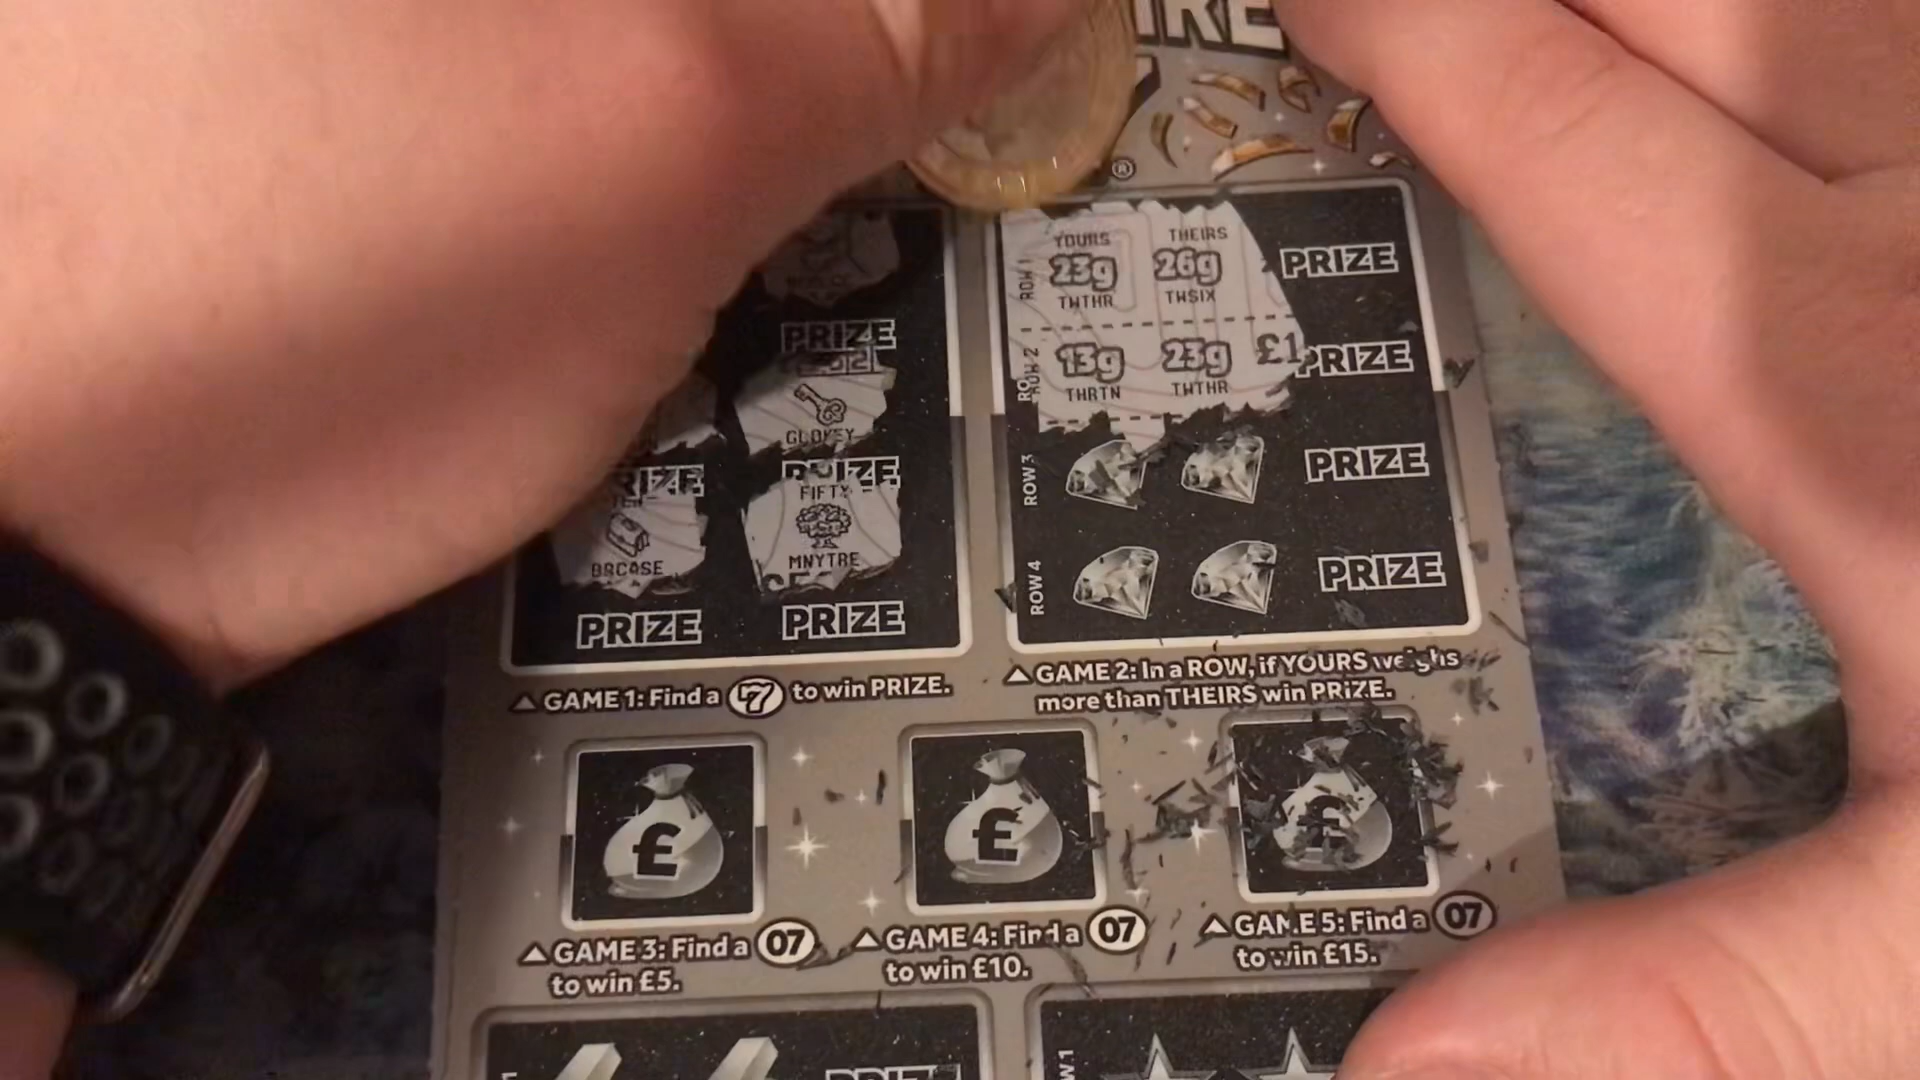 ®
YOURS THEIRS
ROW 1 23g 26g PRIZE
TWTHR TWSIX
ROW 2 13g 23g £1 PRIZE
THRTN TWTHR
ROW 3 PRIZE
ROW 4 PRIZE
PRIZE
GLDKEY
PRIZE PRIZE
FIFTY
BRCASE MNYTRE
PRIZE PRIZE
GAME 1: Find a £7 to win PRIZE.
GAME 2: In a ROW, if YOURS weighs
more than THEIRS win PRIZE.
£ £ £
GAME 3: Find a 07
to win £5.
GAME 4: Find a 07
to win £10.
GAME 5: Find a 07
to win £15.